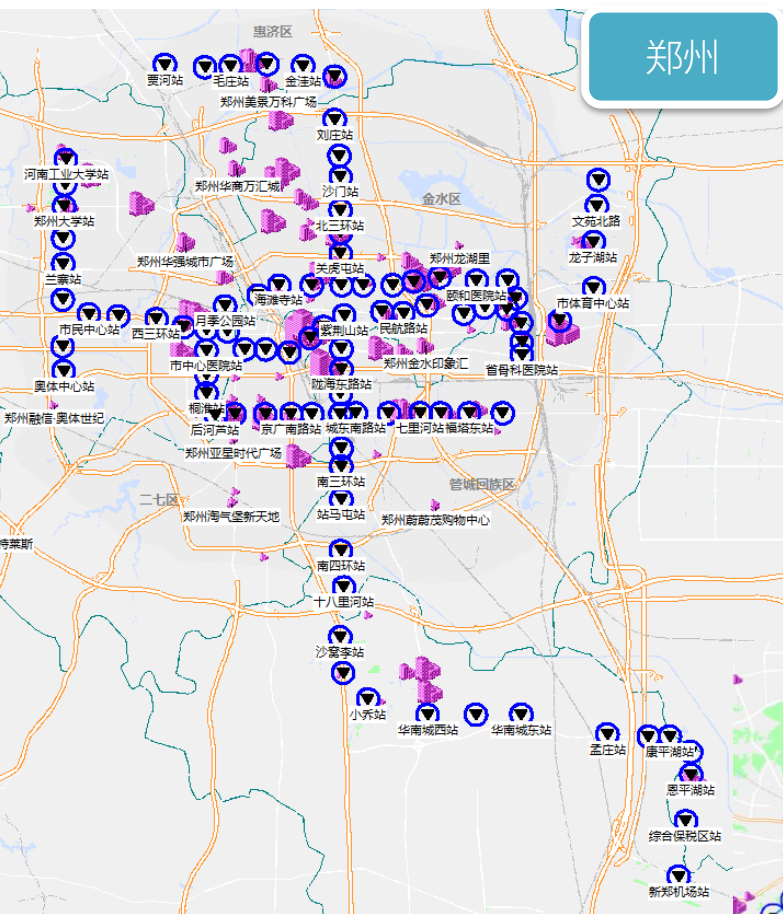 惠济区
郑州
贾河站
毛庄站
金洼站
郑州美景万科广场
刘庄站
河南工业大学站
郑州华商万汇城
沙门站
金水区
郑州大学站
北三环站
文苑北路
郑州华强城市广场
关虎屯站
郑州龙湖里
龙子湖站
兰寨站
海滩寺站
颐和医院站
市体育中心站
市民中心站
西三环站
月季公园站
紫荆山站
民航路站
市中心医院站
郑州金水印象汇
省骨科医院站
奥体中心站
陇海东路站
郑州融信·奥体世纪
桐淮站
后河芦站
京广南路站
城东南路站
七里河站
福塔东站
郑州亚星时代广场
南三环站
管城回族区
二七区
郑州淘气堡新天地
站马屯站
郑州蔚蔚茂购物中心
特莱斯
南四环站
十八里河站
沙窝李站
小乔站
华南城西站
华南城东站
孟庄站
康平湖站
恩平湖站
综合保税区站
新郑机场站